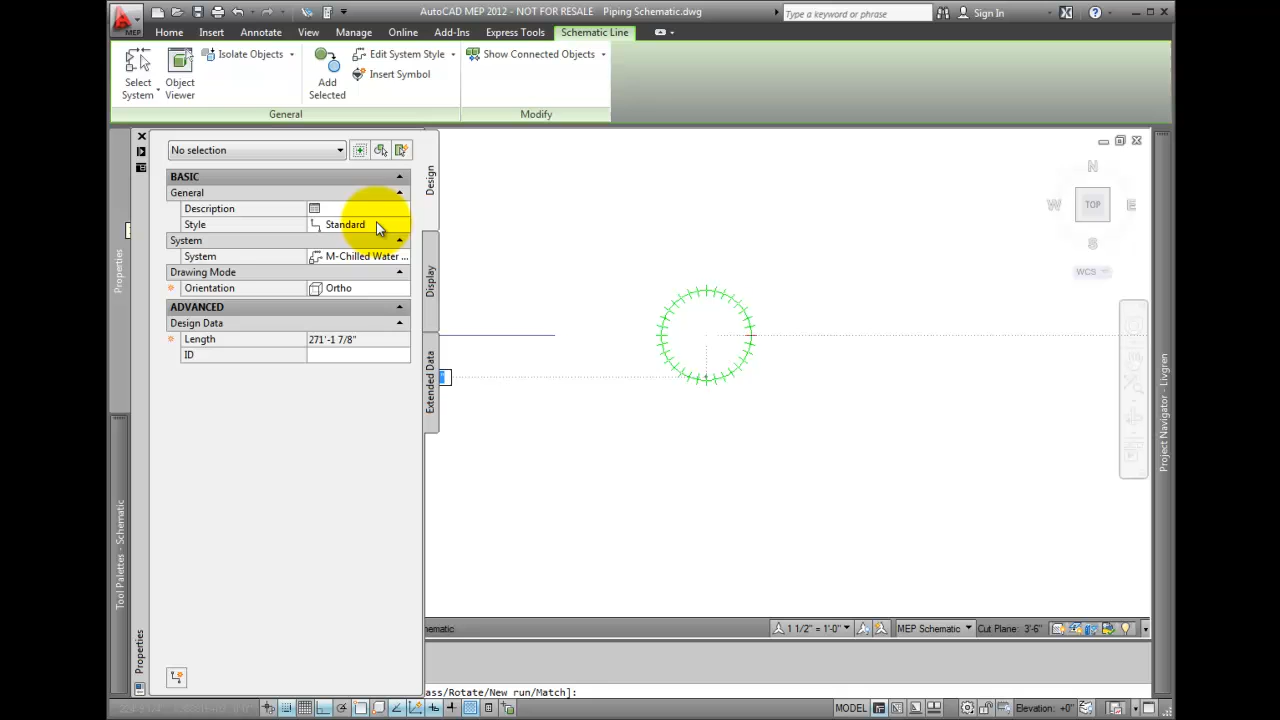 AutoCAD MEP 2012 - NOT FOR RESALE Piping Schematic.dwg
Type a keyword or phrase
Sign In
MEP
Home Insert Annotate View Manage Online Add-Ins Express Tools Schematic Line
Select System
Object Viewer
Isolate Objects
Add Selected
Edit System Style
Insert Symbol
Show Connected Objects
General
Modify
No selection
BASIC
General
Description
Style Standard
System
System M-Chilled Water ...
Drawing Mode
Orientation Ortho
ADVANCED
Design Data
Length 271'-1 7/8"
ID
Design
Display
Extended Data
Properties
Tool Palettes - Schematic
Properties
N
W TOP E
S
WCS
Project Navigator - Livgren
ematic
1 1/2" = 1'-0"
MEP Schematic
Cut Plane: 3'-6"
ass/Rotate/New run/Match]:
MODEL
Elevation: +0"